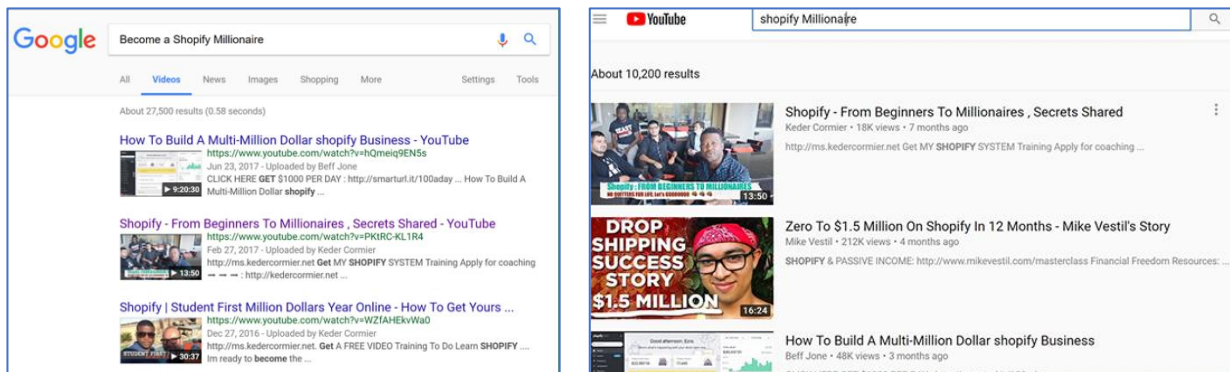 Google
Become a Shopify Millionaire
All Videos News Images Shopping More Settings Tools
About 27,500 results (0.58 seconds)
How To Build A Multi-Million Dollar shopify Business - YouTube
https://www.youtube.com/watch?v=hQmeiq9EN5s
Jun 23, 2017 - Uploaded by Beff Jone
CLICK HERE GET $1000 PER DAY : http://smarturl.it/100aday ... How To Build A
Multi-Million Dollar shopify ...
9:20:30
Shopify - From Beginners To Millionaires , Secrets Shared - YouTube
https://www.youtube.com/watch?v=PKtRC-KL1R4
Feb 27, 2017 - Uploaded by Keder Cormier
http://ms.kedercormier.net Get MY SHOPIFY SYSTEM Training Apply for coaching
→ → → : http://kedercormier.net ...
13:50
Shopify | Student First Million Dollars Year Online - How To Get Yours ...
https://www.youtube.com/watch?v=WZfAHEkvWa0
Dec 27, 2016 - Uploaded by Keder Cormier
http://ms.kedercormier.net. Get A FREE VIDEO Training To Do Learn SHOPIFY ....
Im ready to become the ...
STUDENT FIRST
30:37
YouTube
shopify Millionaire
About 10,200 results
Shopify - From Beginners To Millionaires , Secrets Shared
Keder Cormier • 18K views • 7 months ago
http://ms.kedercormier.net Get MY SHOPIFY SYSTEM Training Apply for coaching ...
Shopify : FROM BEGINNERS TO MILLIONAIRES
13:50
DROP
SHIPPING
SUCCESS
STORY
$1.5 MILLION
16:24
Zero To $1.5 Million On Shopify In 12 Months - Mike Vestil's Story
Mike Vestil • 212K views • 4 months ago
SHOPIFY & PASSIVE INCOME: http://www.mikevestil.com/masterclass Financial Freedom Resources: ...
How To Build A Multi-Million Dollar shopify Business
Beff Jone • 48K views • 3 months ago